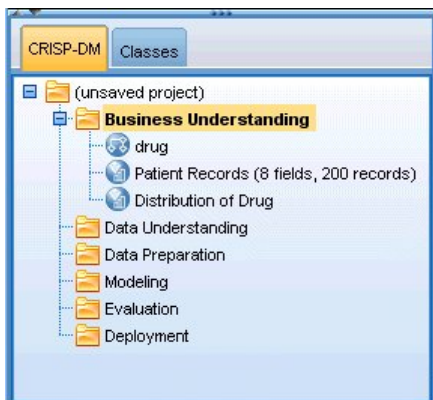 CRISP-DM Classes
(unsaved project)
Business Understanding
drug
Patient Records (8 fields, 200 records)
Distribution of Drug
Data Understanding
Data Preparation
Modeling
Evaluation
Deployment